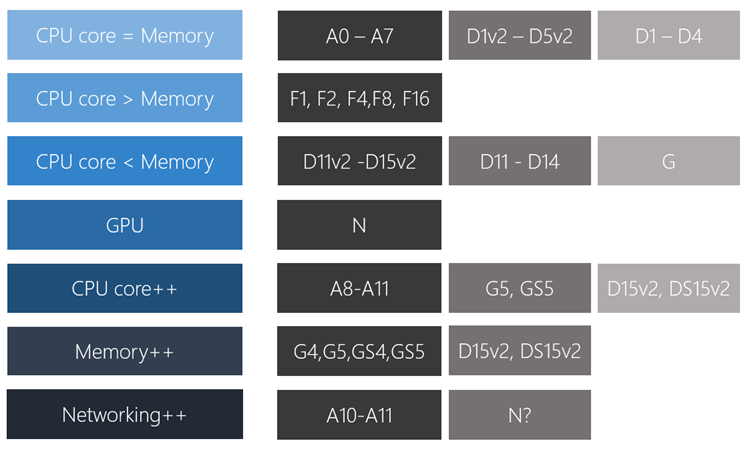 CPU core = Memory A0 – A7 D1v2 – D5v2 D1 – D4
CPU core > Memory F1, F2, F4,F8, F16
CPU core < Memory D11v2 -D15v2 D11 - D14 G
GPU N
CPU core++ A8-A11 G5, GS5 D15v2, DS15v2
Memory++ G4,G5,GS4,GS5 D15v2, DS15v2
Networking++ A10-A11 N?